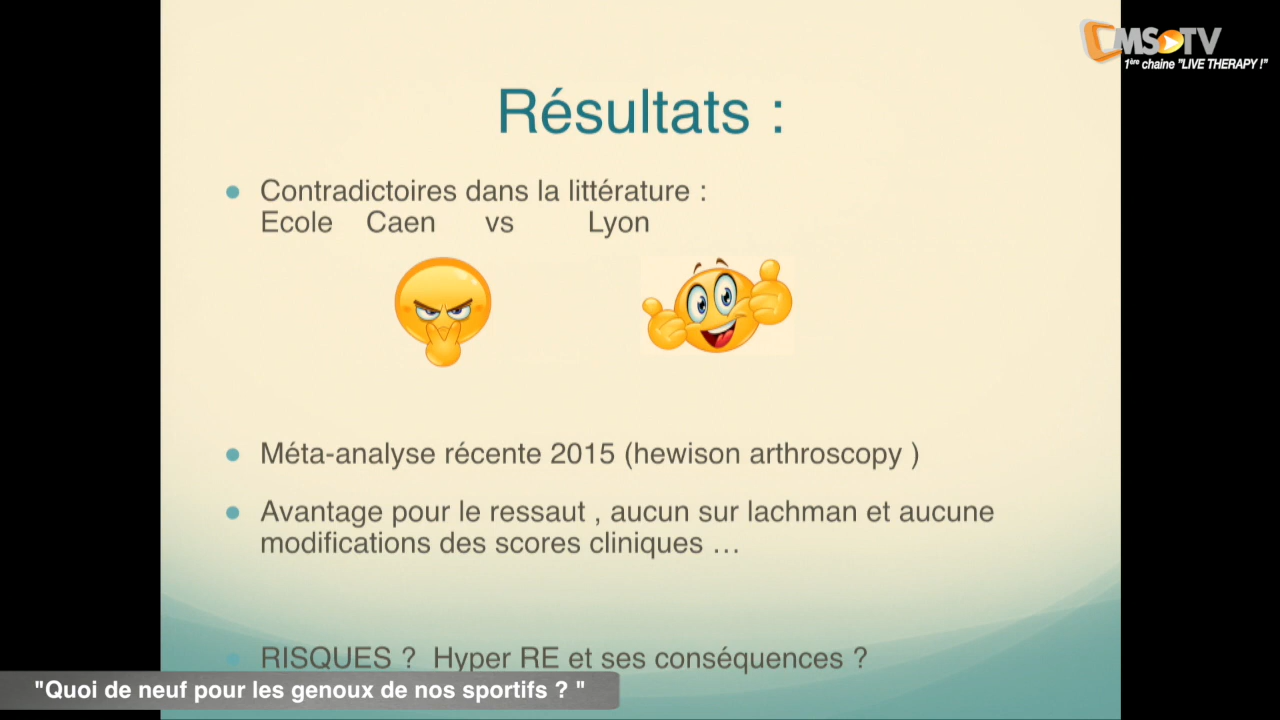 MSTV
1ère chaine "LIVE THERAPY !"
Résultats :
Contradictoires dans la littérature :
Ecole Caen vs Lyon
Méta-analyse récente 2015 (hewison arthroscopy )
Avantage pour le ressaut , aucun sur lachman et aucune
modifications des scores cliniques …
RISQUES ? Hyper RE et ses conséquences ?
"Quoi de neuf pour les genoux de nos sportifs ? "